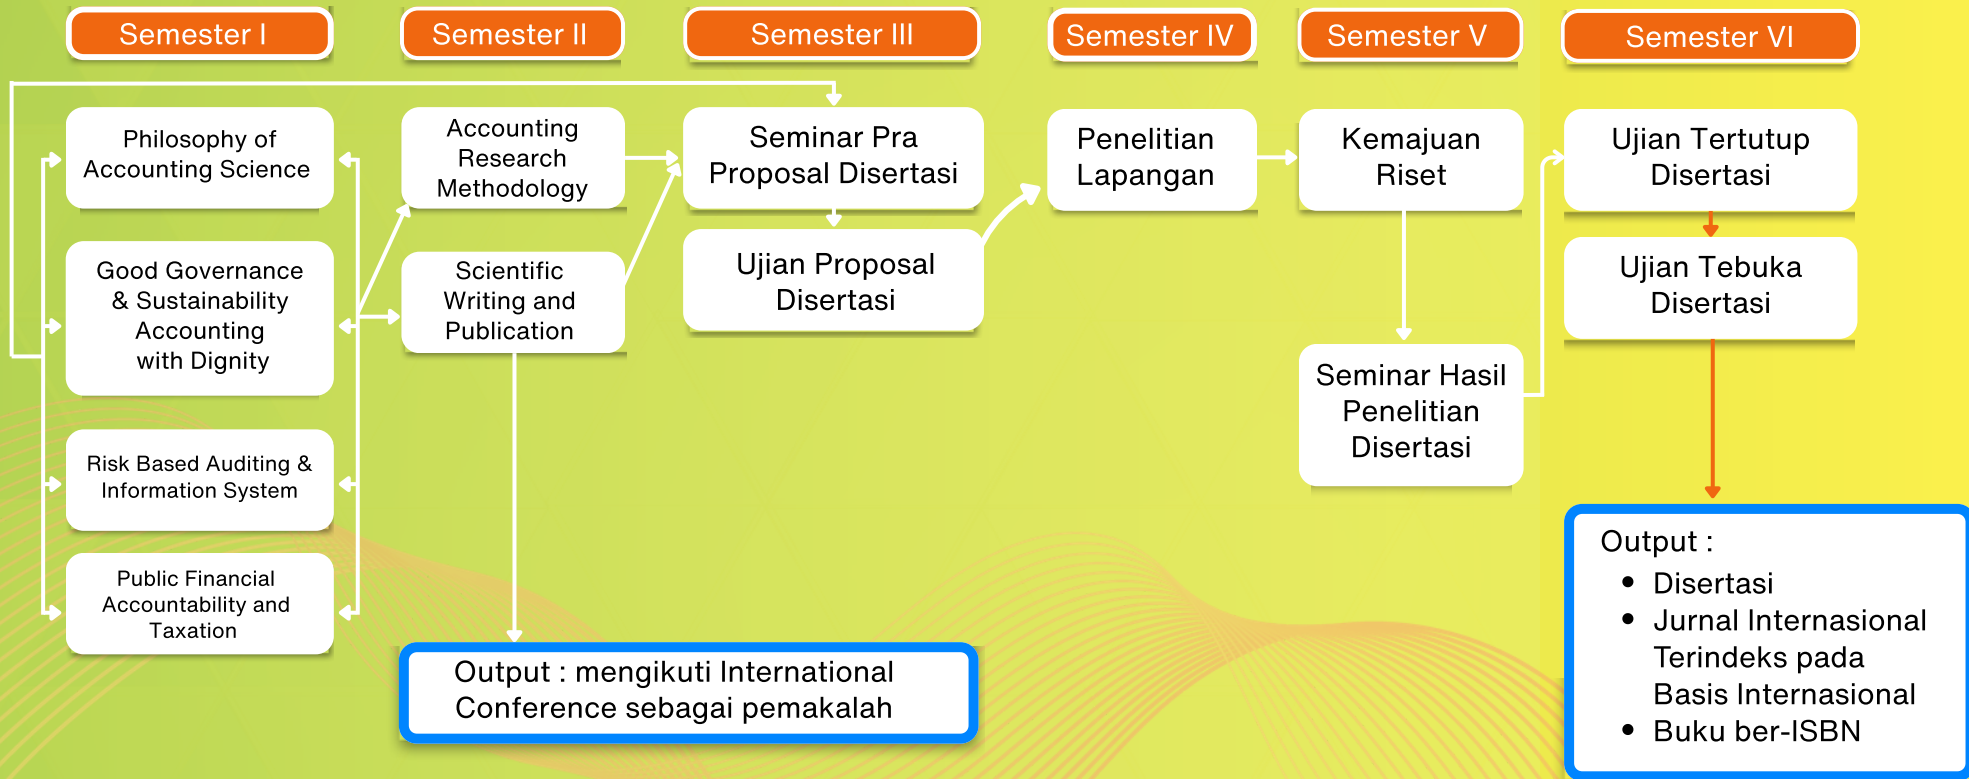 Semester I
Semester II
Semester III
Semester IV
Semester V
Semester VI
Philosophy of
Accounting Science
Good Governance
& Sustainability
Accounting
with Dignity
Risk Based Auditing &
Information System
Public Financial
Accountability and
Taxation
Accounting
Research
Methodology
Scientific
Writing and
Publication
Output : mengikuti International
Conference sebagai pemakalah
Seminar Pra
Proposal Disertasi
Ujian Proposal
Disertasi
Penelitian
Lapangan
Kemajuan
Riset
Seminar Hasil
Penelitian
Disertasi
Ujian Tertutup
Disertasi
Ujian Tebuka
Disertasi
Output :
• Disertasi
• Jurnal Internasional
Terindeks pada
Basis Internasional
• Buku ber-ISBN